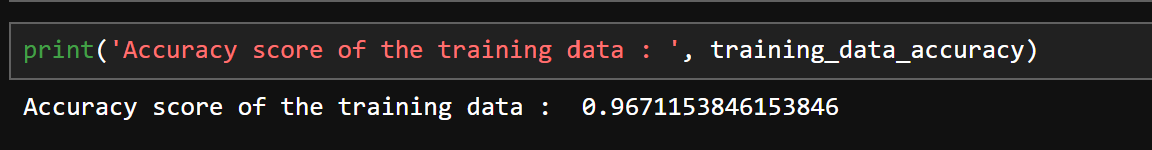 print('Accuracy score of the training data : ', training_data_accuracy)
Accuracy score of the training data :  0.9671153846153846